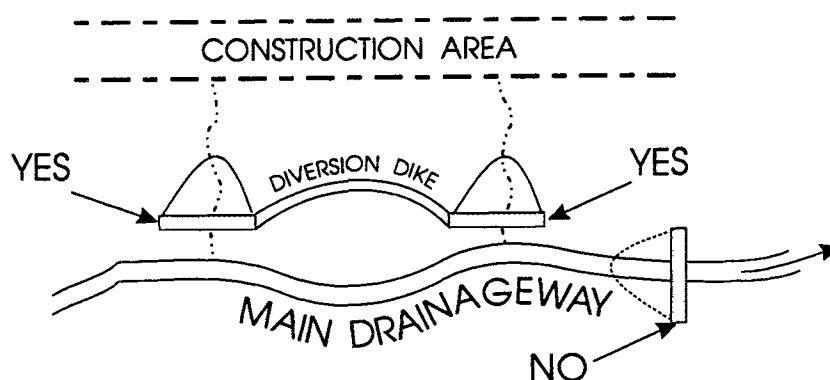 CONSTRUCTION AREA
YES
DIVERSION DIKE
YES
MAIN DRAINAGEWAY
NO